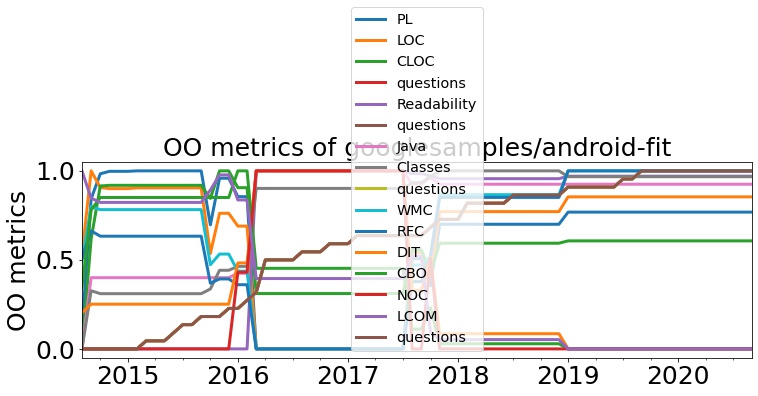 PL
LOC
CLOC
questions
Readability
questions
OO metrics of googlesamples/android-fit
Java
Classes
questions
WMC
RFC
DIT
CBO
NOC
LCOM
questions
OO metrics
1.0
0.5
0.0
2015 2016 2017 2018 2019 2020